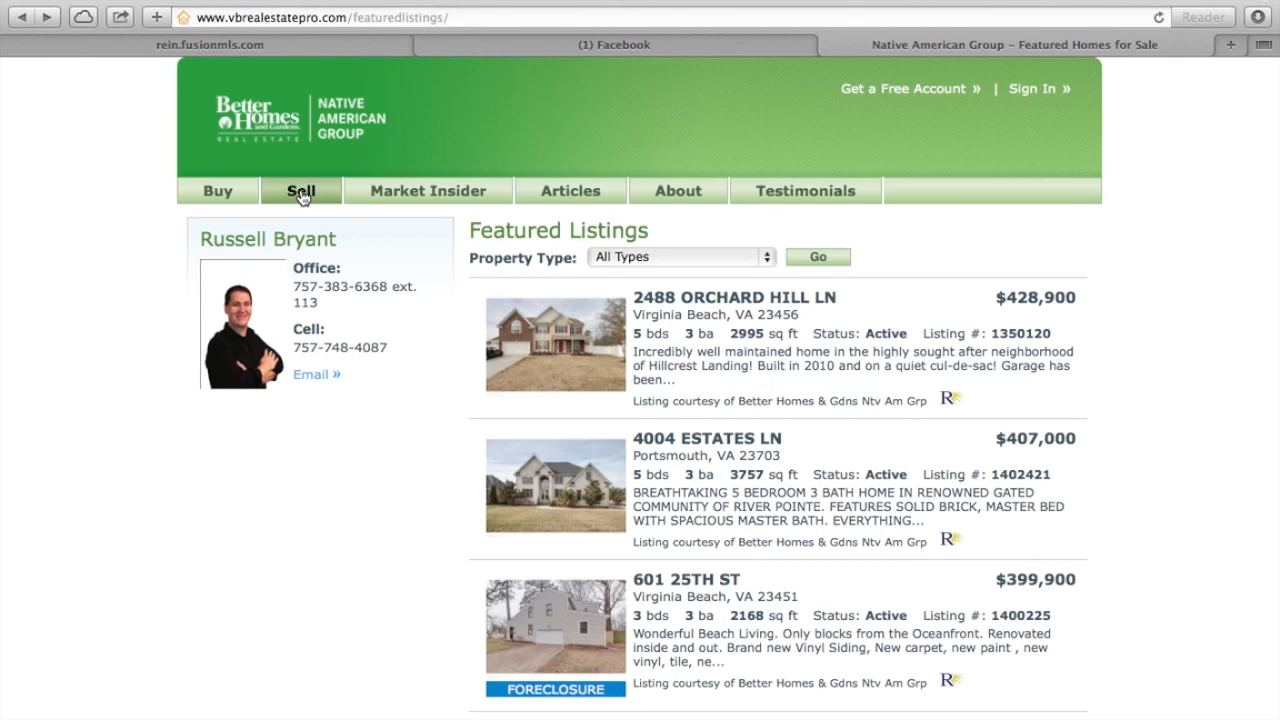 www.vbrealestatepro.com/featuredlistings/
Reader
rein.fusionmls.com
(1) Facebook
Native American Group – Featured Homes for Sale
Get a Free Account » | Sign In »
Better Homes and Gardens
REAL ESTATE
NATIVE AMERICAN GROUP
Buy
Sell
Market Insider
Articles
About
Testimonials
Russell Bryant
Office:
757-383-6368 ext.
113
Cell:
757-748-4087
Email »
Featured Listings
Property Type: All Types Go
2488 ORCHARD HILL LN $428,900
Virginia Beach, VA 23456
5 bds 3 ba 2995 sq ft Status: Active Listing #: 1350120
Incredibly well maintained home in the highly sought after neighborhood
of Hillcrest Landing! Built in 2010 and on a quiet cul-de-sac! Garage has
been...
Listing courtesy of Better Homes & Gdns Ntv Am Grp R
4004 ESTATES LN $407,000
Portsmouth, VA 23703
5 bds 3 ba 3757 sq ft Status: Active Listing #: 1402421
BREATHTAKING 5 BEDROOM 3 BATH HOME IN RENOWNED GATED
COMMUNITY OF RIVER POINTE. FEATURES SOLID BRICK, MASTER BED
WITH SPACIOUS MASTER BATH. EVERYTHING...
Listing courtesy of Better Homes & Gdns Ntv Am Grp R
601 25TH ST $399,900
Virginia Beach, VA 23451
3 bds 3 ba 2168 sq ft Status: Active Listing #: 1400225
Wonderful Beach Living. Only blocks from the Oceanfront. Renovated
inside and out. Brand new Vinyl Siding, New carpet, new paint , new
vinyl, tile, ne...
Listing courtesy of Better Homes & Gdns Ntv Am Grp R
FORECLOSURE